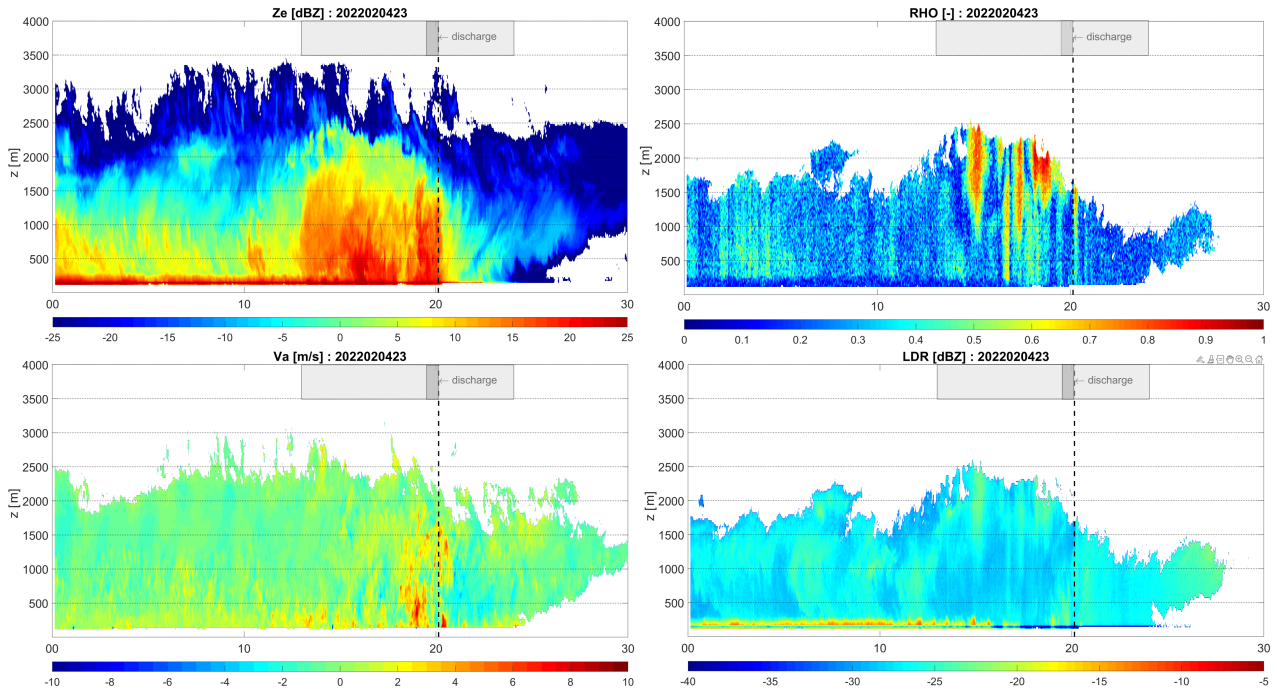 Ze [dBZ] : 2022020423
4000
3500
3000
2500
2000
1500
1000
500
z [m]
← discharge
00 10 20 30
-25 -20 -15 -10 -5 0 5 10 15 20 25
RHO [-] : 2022020423
4000
3500
3000
2500
2000
1500
1000
500
z [m]
← discharge
00 10 20 30
0 0.1 0.2 0.3 0.4 0.5 0.6 0.7 0.8 0.9 1
Va [m/s] : 2022020423
4000
3500
3000
2500
2000
1500
1000
500
z [m]
← discharge
00 10 20 30
-10 -8 -6 -4 -2 0 2 4 6 8 10
LDR [dBZ] : 2022020423
4000
3500
3000
2500
2000
1500
1000
500
z [m]
← discharge
00 10 20 30
-40 -35 -30 -25 -20 -15 -10 -5